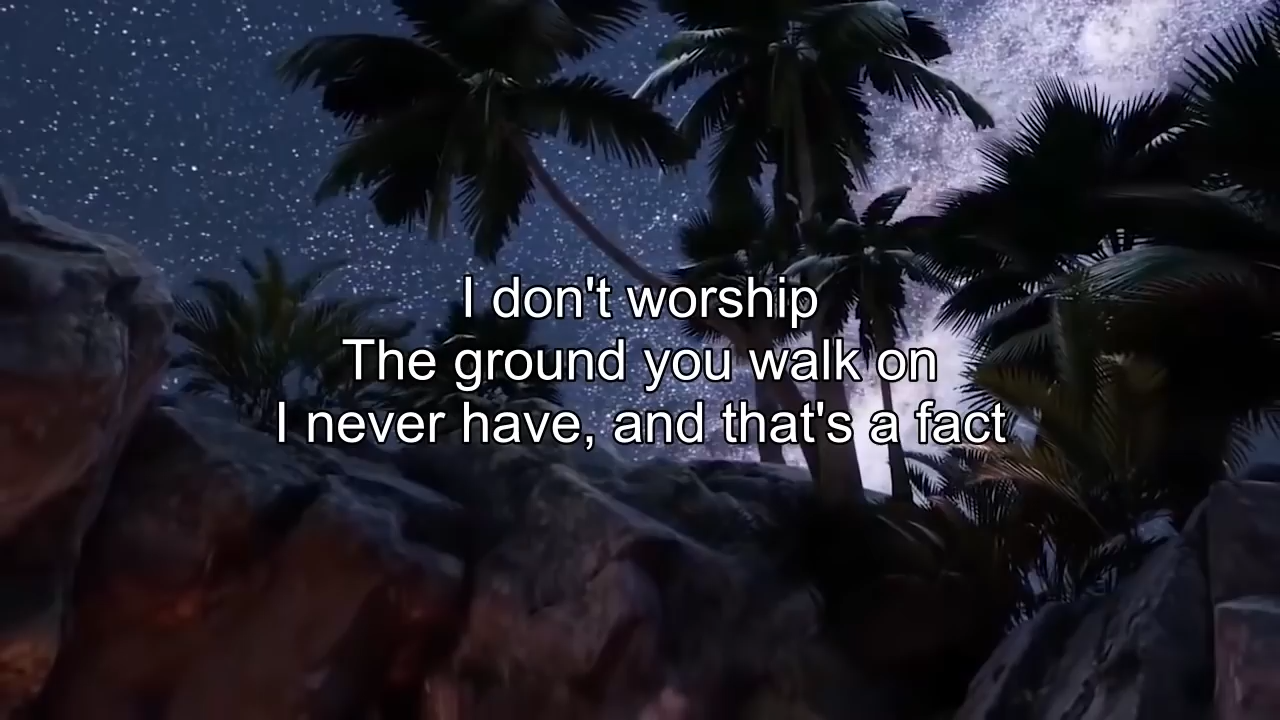 I don't worship
The ground you walk on
I never have, and that's a fact